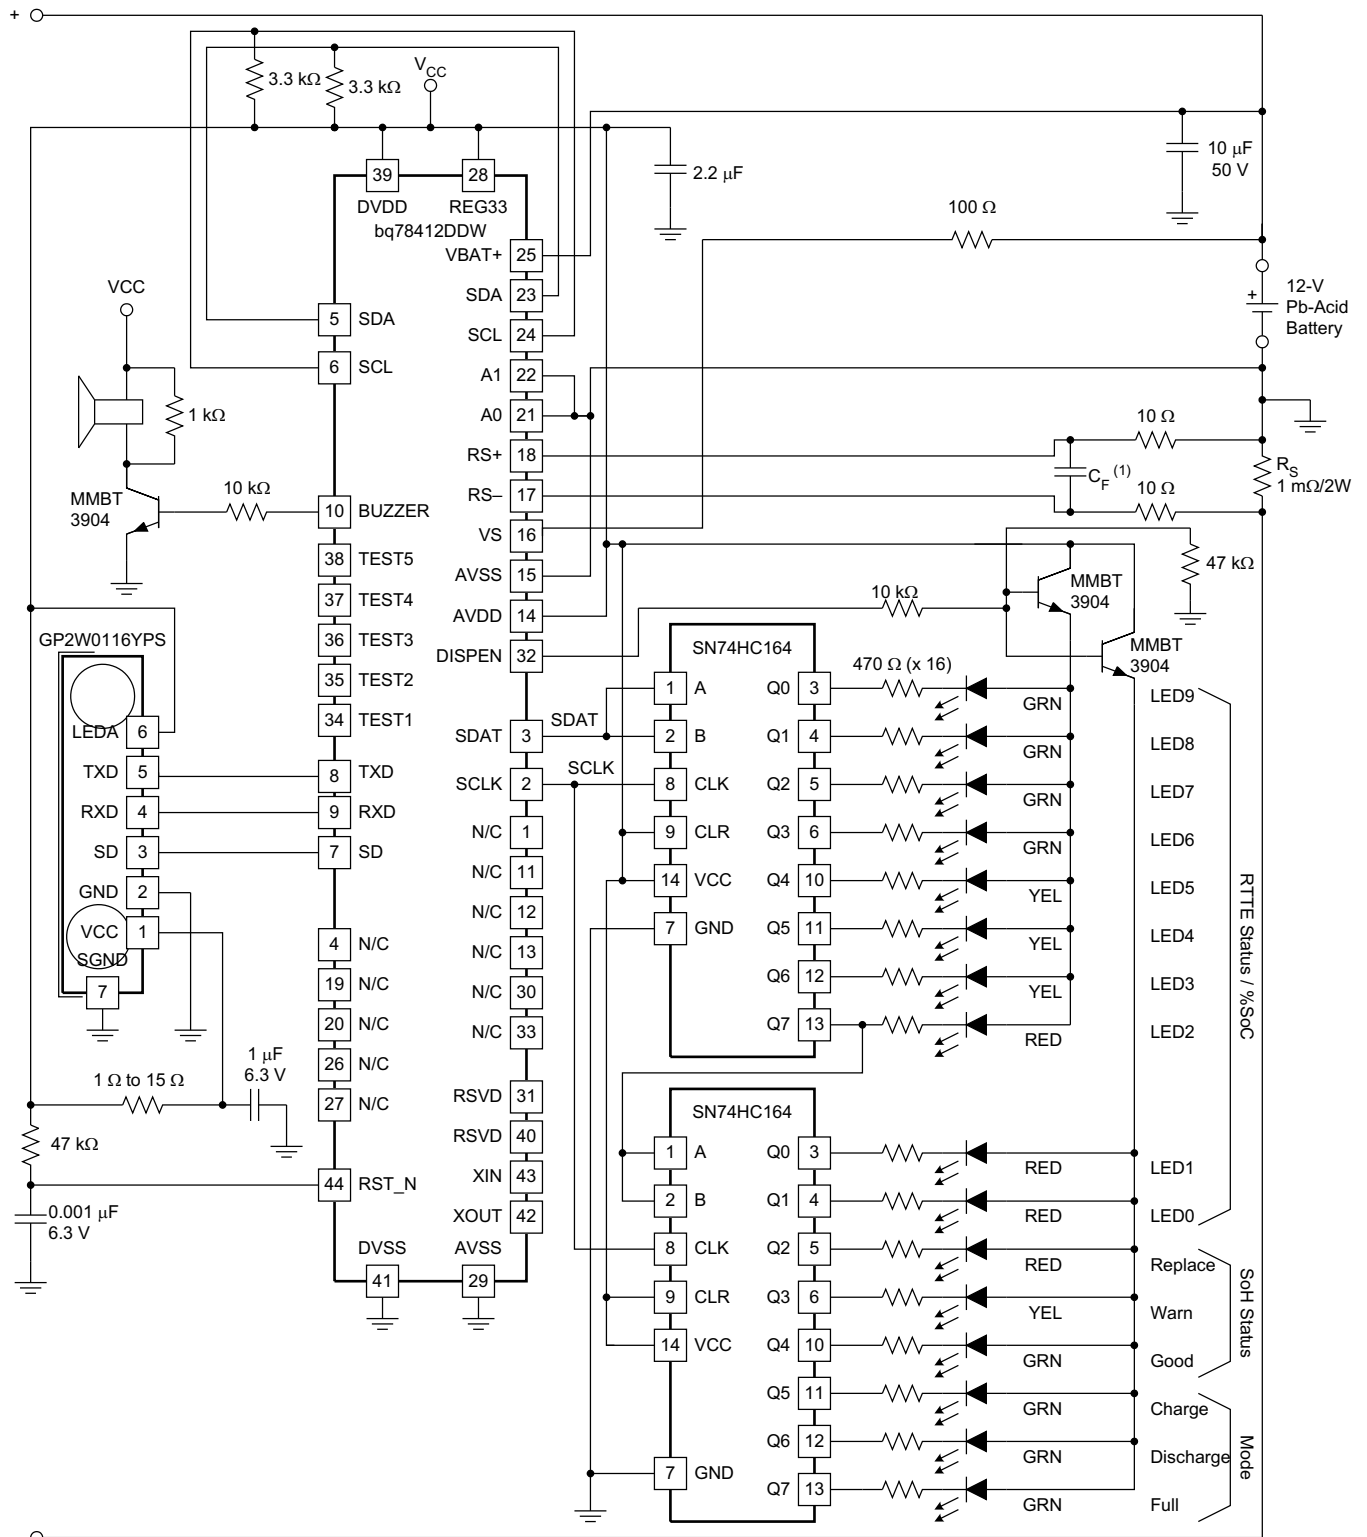 +
3.3 kΩ
3.3 kΩ
VCC
10 μF
50 V
2.2 μF
39
28
DVDD
REG33
bq78412DDW
100 Ω
VBAT+ 25
SDA 23
SCL 24
A1 22
A0 21
RS+ 18
RS– 17
VS 16
AVSS 15
AVDD 14
DISPEN 32
SDAT 3
SCLK 2
N/C 1
N/C 11
N/C 12
N/C 13
N/C 30
N/C 33
RSVD 31
RSVD 40
XIN 43
XOUT 42
DVSS
AVSS
41
29
5 SDA
6 SCL
10 BUZZER
38 TEST5
37 TEST4
36 TEST3
35 TEST2
34 TEST1
8 TXD
9 RXD
7 SD
4 N/C
19 N/C
20 N/C
26 N/C
27 N/C
44 RST_N
VCC
1 kΩ
MMBT
3904
10 kΩ
GP2W0116YPS
LEDA 6
TXD 5
RXD 4
SD 3
GND 2
VCC 1
SGND
7
1 Ω to 15 Ω
1 μF
6.3 V
47 kΩ
0.001 μF
6.3 V
12-V
Pb-Acid
Battery
+
10 Ω
CF (1)
10 Ω
RS
1 mΩ/2W
47 kΩ
MMBT
3904
MMBT
3904
10 kΩ
SDAT
SCLK
SN74HC164
470 Ω (x 16)
1 A
2 B
8 CLK
9 CLR
14 VCC
7 GND
Q0 3 GRN LED9
Q1 4 GRN LED8
Q2 5 GRN LED7
Q3 6 GRN LED6
Q4 10 YEL LED5
Q5 11 YEL LED4
Q6 12 YEL LED3
Q7 13 RED LED2
SN74HC164
1 A
2 B
8 CLK
9 CLR
14 VCC
7 GND
Q0 3 RED LED1
Q1 4 RED LED0
Q2 5 RED Replace
Q3 6 YEL Warn
Q4 10 GRN Good
Q5 11 GRN Charge
Q6 12 GRN Discharge
Q7 13 GRN Full
RTTE Status / %SoC
SoH Status
Mode